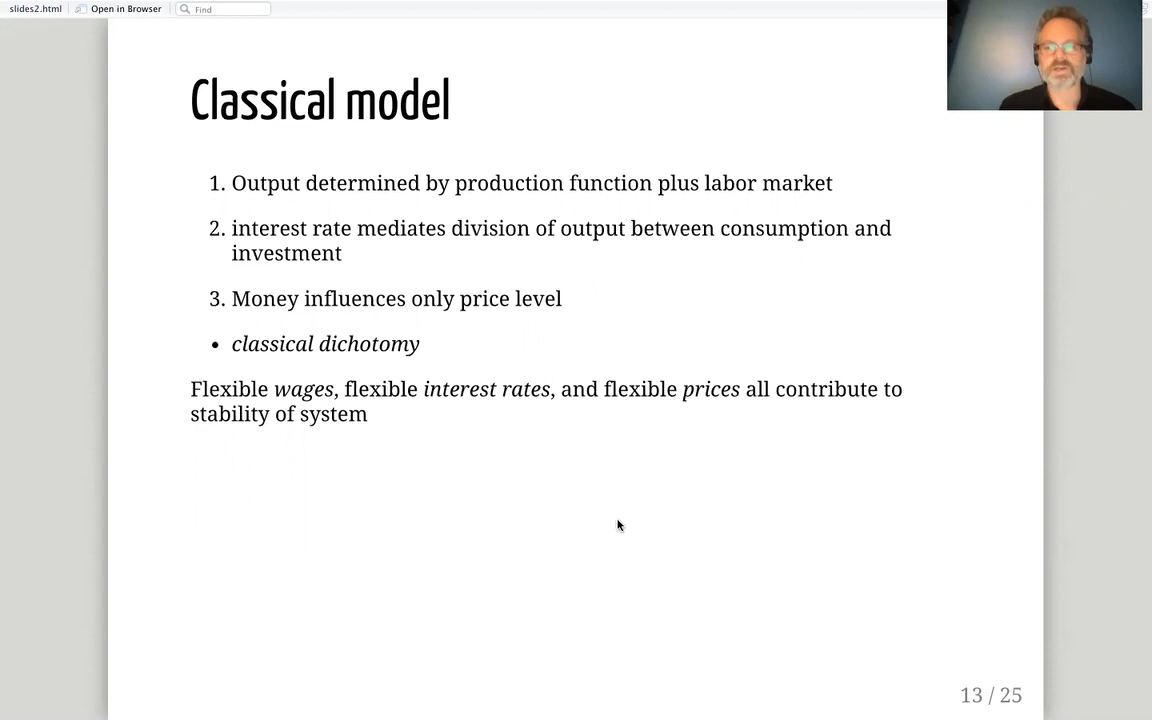 slides2.html Open in Browser Find
Classical model
1. Output determined by production function plus labor market
2. interest rate mediates division of output between consumption and
investment
3. Money influences only price level
• classical dichotomy
Flexible wages, flexible interest rates, and flexible prices all contribute to
stability of system
13 / 25